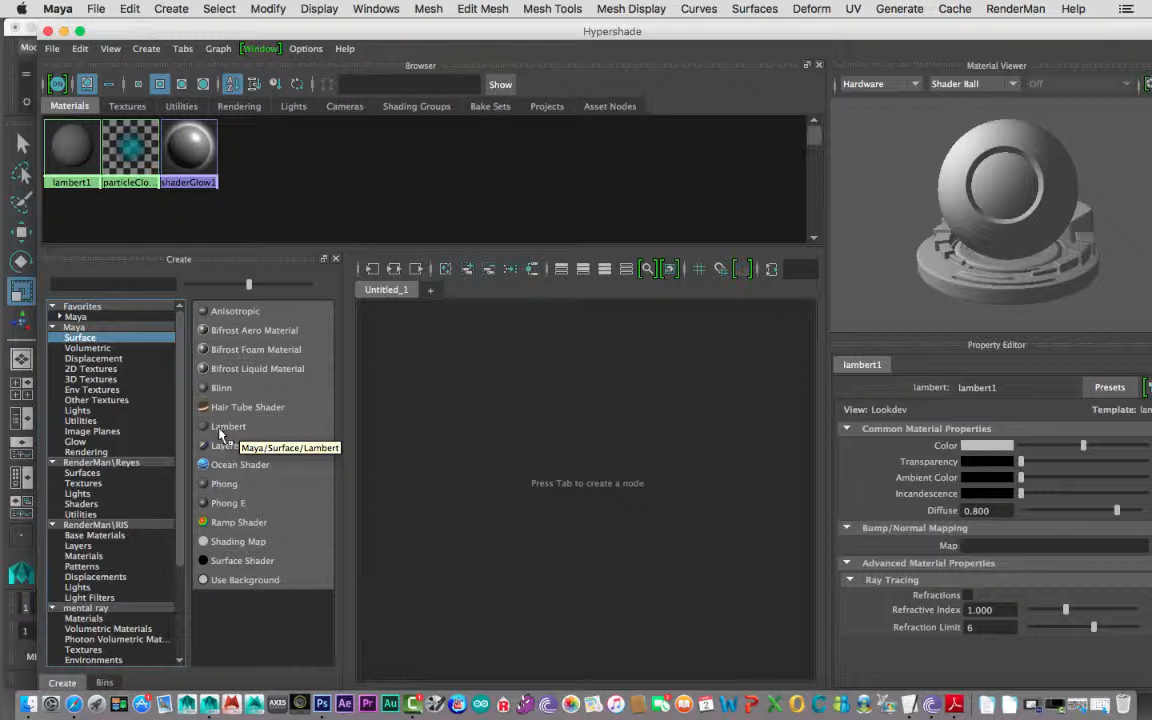 Maya File Edit Create Select Modify Display Windows Mesh Edit Mesh Mesh Tools Mesh Display Curves Surfaces Deform UV Generate Cache RenderMan Help
Hypershade
File Edit View Create Tabs Graph [Window] Options Help
Browser
Material Viewer
ON
Show
Hardware Shader Ball Off
Materials Textures Utilities Rendering Lights Cameras Shading Groups Bake Sets Projects Asset Nodes
lambert1 particleClo... shaderGlow1
Create
Untitled_1 +
Favorites
Maya
Maya
Surface
Volumetric
Displacement
2D Textures
3D Textures
Env Textures
Other Textures
Lights
Utilities
Image Planes
Glow
Rendering
RenderMan\Reyes
Surfaces
Textures
Lights
Shaders
Utilities
RenderMan\RIS
Base Materials
Layers
Materials
Patterns
Displacements
Lights
Light Filters
mental ray
Materials
Volumetric Materials
Photon Volumetric Mat...
Textures
Environments
Anisotropic
Bifrost Aero Material
Bifrost Foam Material
Bifrost Liquid Material
Blinn
Hair Tube Shader
Lambert
Maya/Surface/Lambert
Ocean Shader
Phong
Phong E
Ramp Shader
Shading Map
Surface Shader
Use Background
Press Tab to create a node
Property Editor
lambert1
lambert: lambert1 Presets
View: Lookdev
Common Material Properties
Color
Transparency
Ambient Color
Incandescence
Diffuse 0.800
Bump/Normal Mapping
Map
Advanced Material Properties
Ray Tracing
Refractions
Refractive Index 1.000
Refraction Limit 6
Create Bins